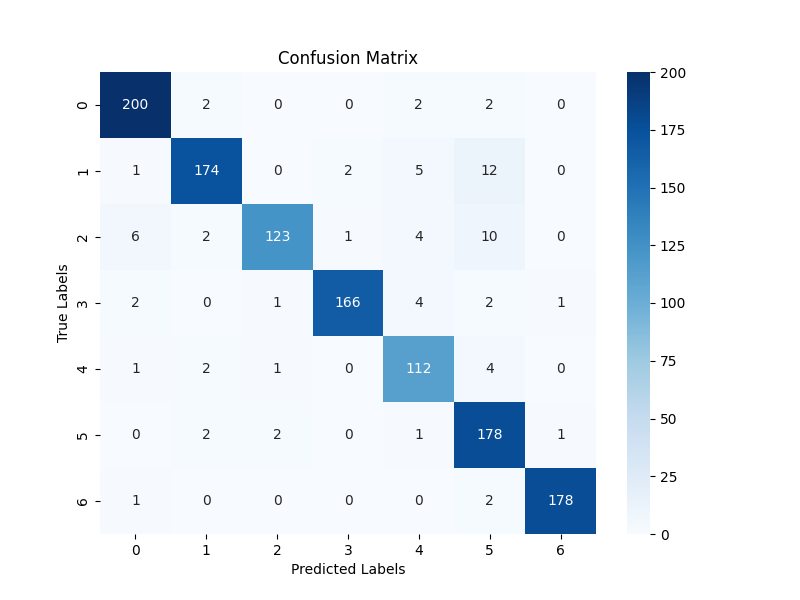 Confusion Matrix
True Labels
0 200 2 0 0 2 2 0
1 1 174 0 2 5 12 0
2 6 2 123 1 4 10 0
3 2 0 1 166 4 2 1
4 1 2 1 0 112 4 0
5 0 2 2 0 1 178 1
6 1 0 0 0 0 2 178
0 1 2 3 4 5 6
Predicted Labels
200
175
150
125
100
75
50
25
0